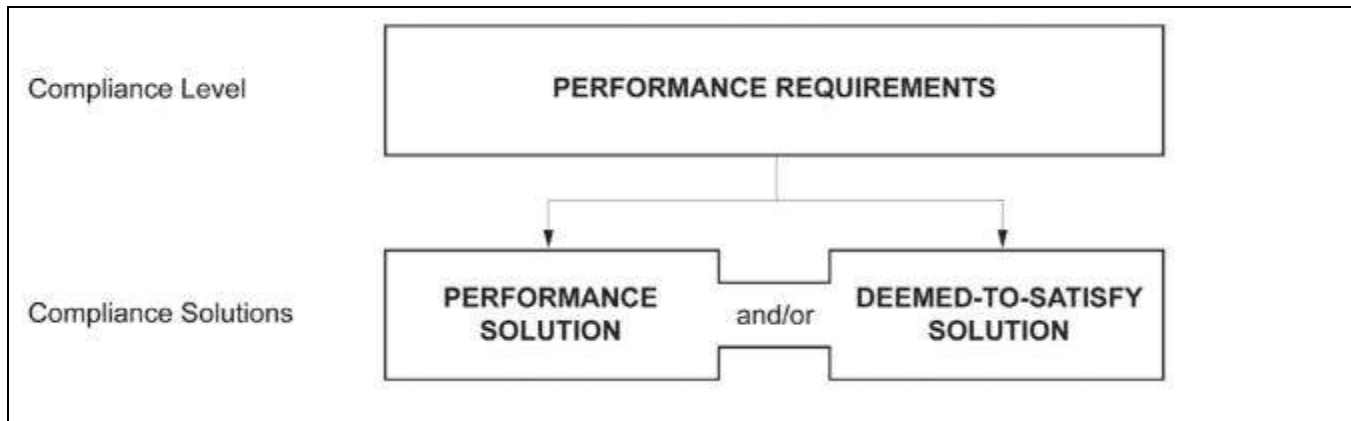 Compliance Level
PERFORMANCE REQUIREMENTS
Compliance Solutions
PERFORMANCE
SOLUTION
and/or
DEEMED-TO-SATISFY
SOLUTION